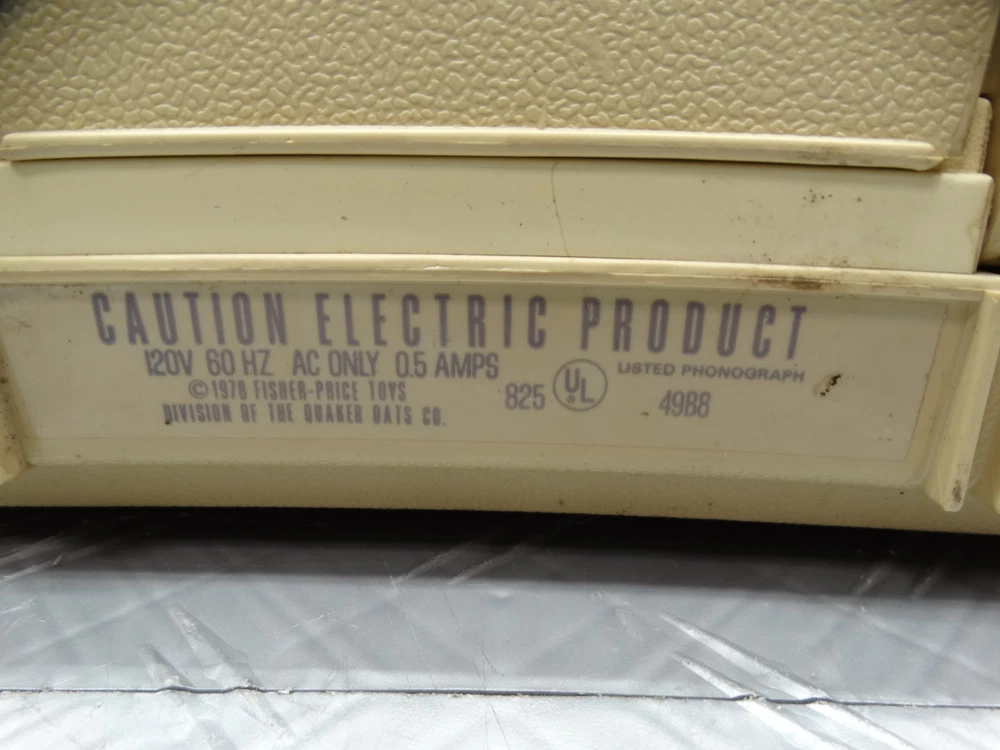 CAUTION ELECTRIC PRODUCT
120V 60 HZ AC ONLY 0.5 AMPS
©1978 FISHER-PRICE TOYS
DIVISION OF THE QUAKER OATS CO.
825
UL
LISTED PHONOGRAPH
49B8